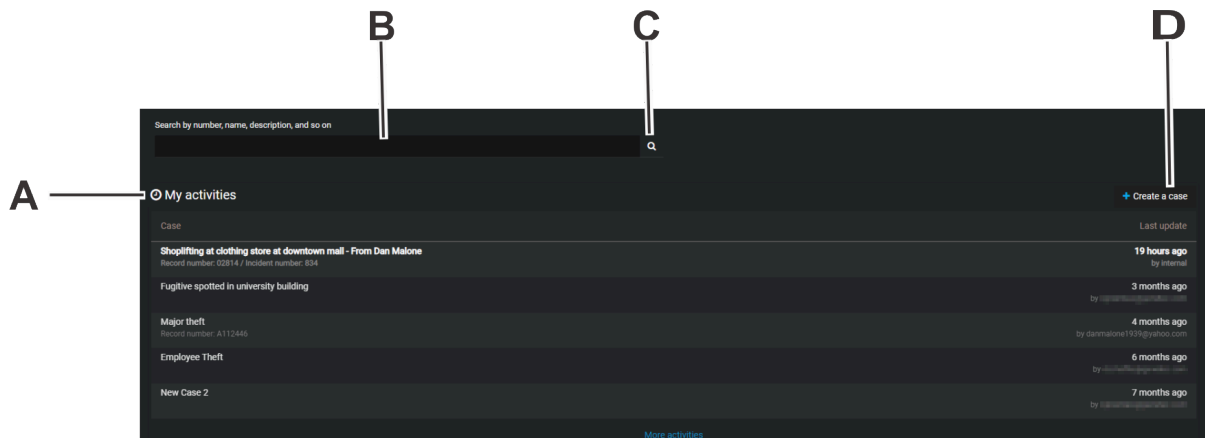 B C D
Search by number, name, description, and so on
A
My activities
+ Create a case
Case Last update
Shoplifting at clothing store at downtown mall - From Dan Malone 19 hours ago
Record number: 02814 / Incident number: 834 by internal
Fugitive spotted in university building 3 months ago
by
Major theft 4 months ago
Record number: A112446 by danmalone1939@yahoo.com
Employee Theft 6 months ago
by
New Case 2 7 months ago
by
More activities